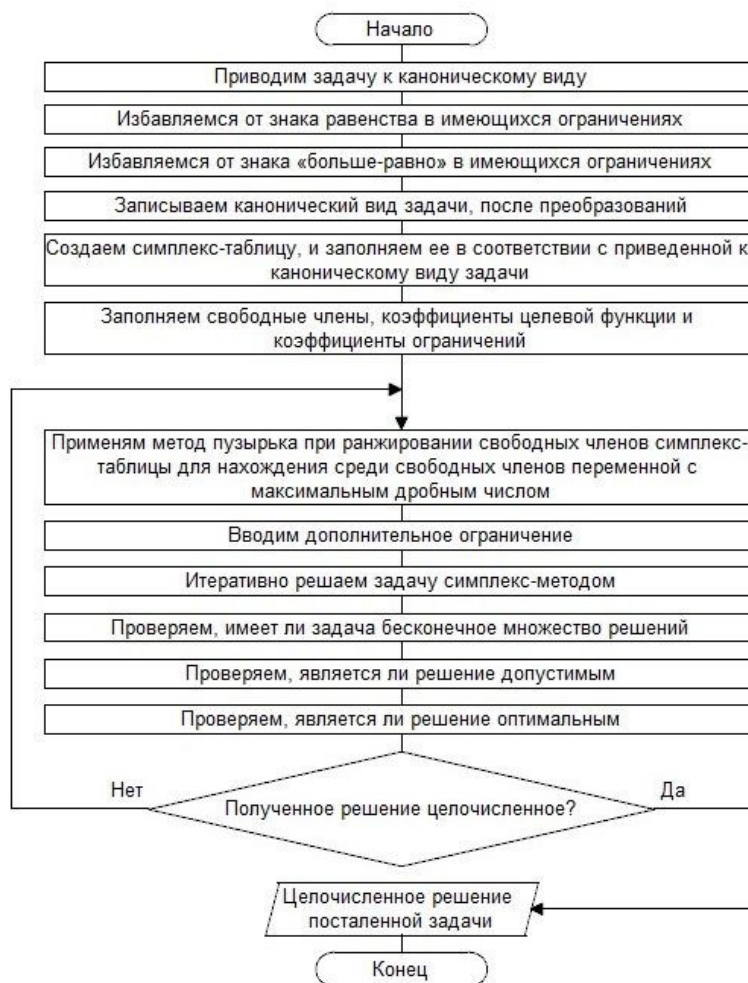 Начало
Приводим задачу к каноническому виду
Избавляемся от знака равенства в имеющихся ограничениях
Избавляемся от знака «больше-равно» в имеющихся ограничениях
Записываем канонический вид задачи, после преобразований
Создаем симплекс-таблицу, и заполняем ее в соответствии с приведенной к
каноническому виду задачи
Заполняем свободные члены, коэффициенты целевой функции и
коэффициенты ограничений
Применям метод пузырька при ранжировании свободных членов симплекс-
таблицы для нахождения среди свободных членов переменной с
максимальным дробным числом
Вводим дополнительное ограничение
Итеративно решаем задачу симплекс-методом
Проверяем, имеет ли задача бесконечное множество решений
Проверяем, является ли решение допустимым
Проверяем, является ли решение оптимальным
Нет
Да
Полученное решение целочисленное?
Целочисленное решение
посталенной задачи
Конец